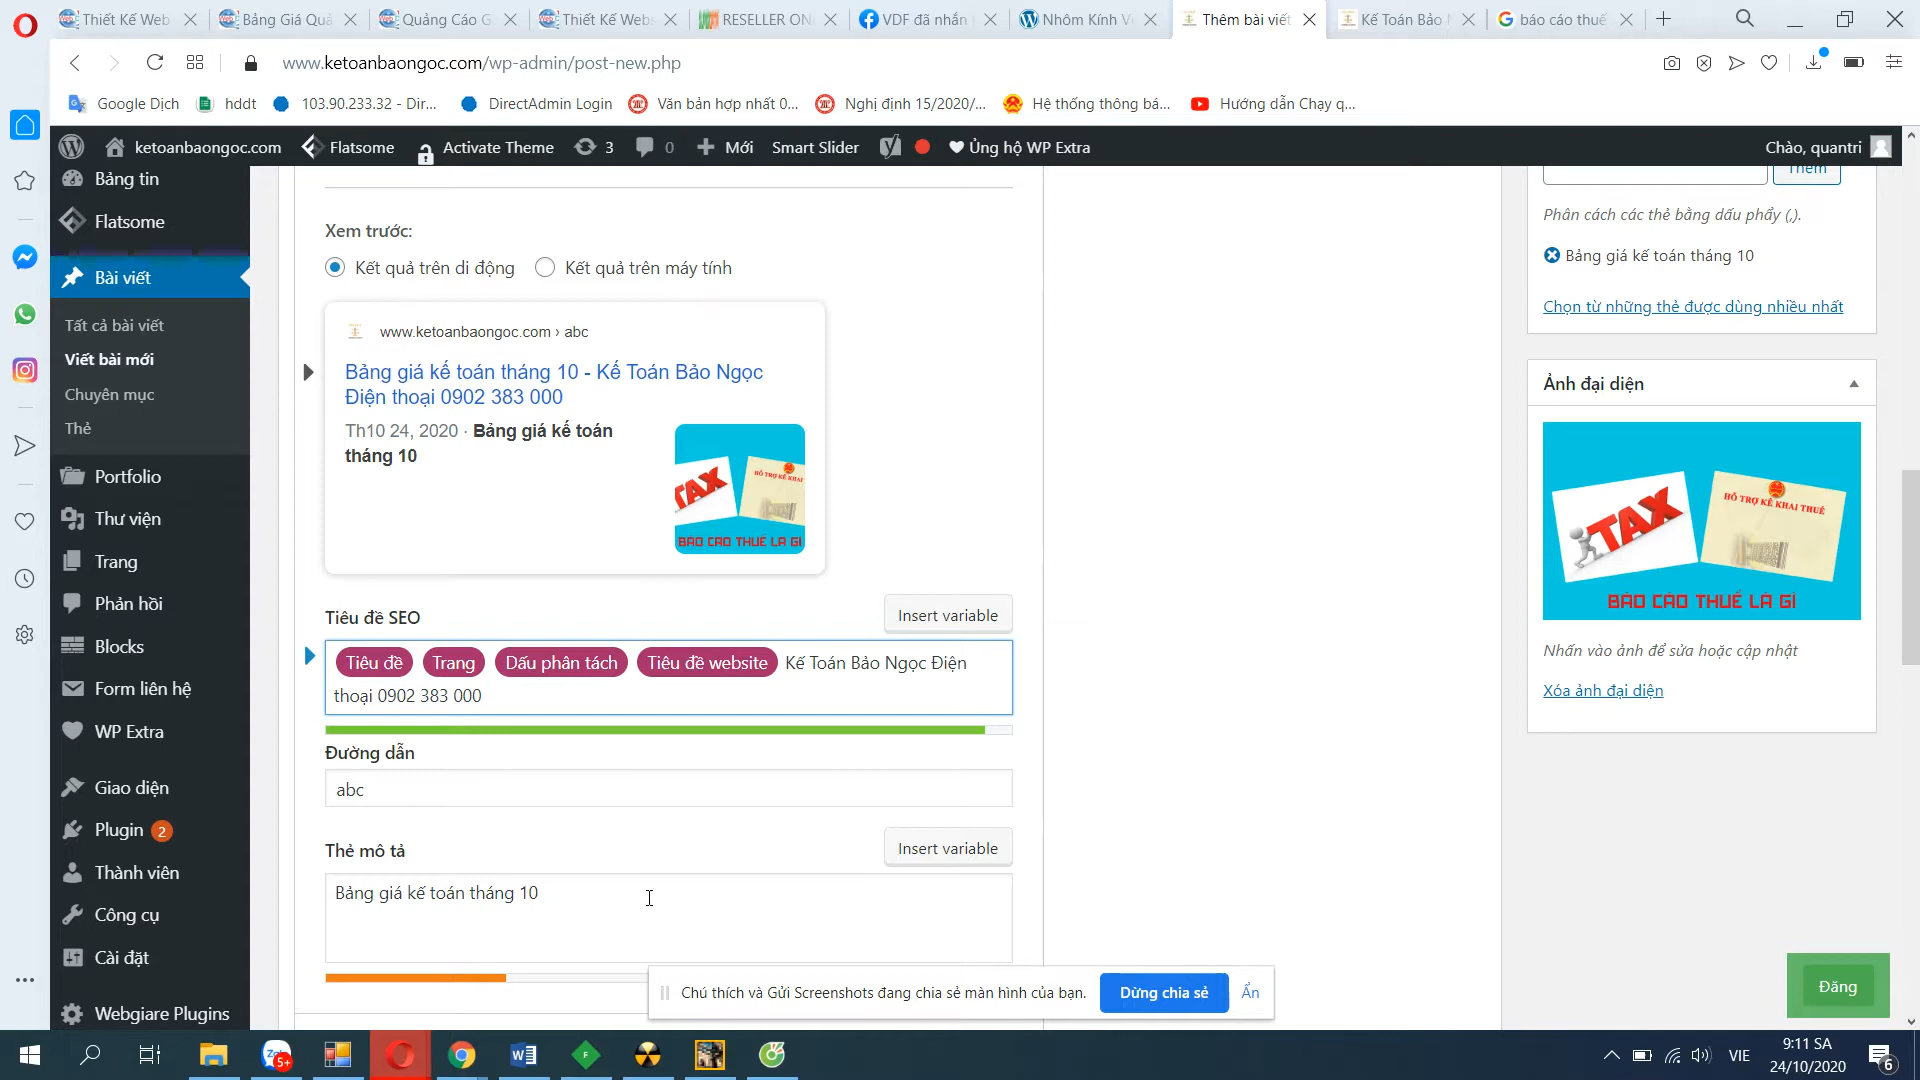 Thiết Kế Web
Bảng Giá Quả
Quảng Cáo G
Thiết Kế Webs
RESELLER ONL
VDF đã nhắn
Nhôm Kính V
Thêm bài viết
Kế Toán Bảo
báo cáo thuế
www.ketoanbaongoc.com/wp-admin/post-new.php
Google Dịch
hddt
103.90.233.32 - Dir...
DirectAdmin Login
Văn bản hợp nhất 0...
Nghị định 15/2020/...
Hệ thống thông bá...
Hướng dẫn Chạy q...
ketoanbaongoc.com
Flatsome
Activate Theme
3
0
Mới
Smart Slider
Ủng hộ WP Extra
Chào, quantri
Bảng tin
Flatsome
Bài viết
Tất cả bài viết
Viết bài mới
Chuyên mục
Thẻ
Portfolio
Thư viện
Trang
Phản hồi
Blocks
Form liên hệ
WP Extra
Giao diện
Plugin 2
Thành viên
Công cụ
Cài đặt
Webgiare Plugins
Xem trước:
Kết quả trên di động
Kết quả trên máy tính
www.ketoanbaongoc.com › abc
Bảng giá kế toán tháng 10 - Kế Toán Bảo Ngọc
Điện thoại 0902 383 000
Th10 24, 2020 · Bảng giá kế toán
tháng 10
TAX
HỖ TRỢ KÊ KHAI
BÁO CÁO THUẾ LÀ GÌ
Tiêu đề SEO
Insert variable
Tiêu đề Trang Dấu phân tách Tiêu đề website Kế Toán Bảo Ngọc Điện
thoại 0902 383 000
Đường dẫn
abc
Thẻ mô tả
Insert variable
Bảng giá kế toán tháng 10
Thêm
Phân cách các thẻ bằng dấu phẩy (,).
Bảng giá kế toán tháng 10
Chọn từ những thẻ được dùng nhiều nhất
Ảnh đại diện
TAX
HỖ TRỢ KÊ KHAI THUẾ
BÁO CÁO THUẾ LÀ GÌ
Nhấn vào ảnh để sửa hoặc cập nhật
Xóa ảnh đại diện
Đăng
Chú thích và Gửi Screenshots đang chia sẻ màn hình của bạn.
Dừng chia sẻ
Ẩn
Zalo
5+
VIE
9:11 SA
24/10/2020
6